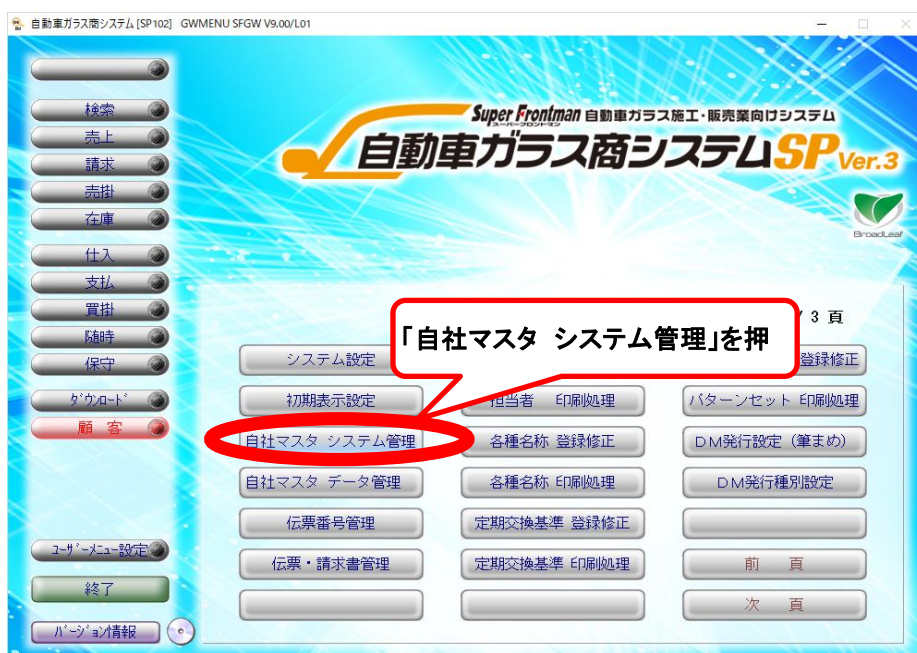 自動車ガラス商システム [SP102] GWMENU SFGW V9.00/L01
検索
売上
請求
売掛
在庫
仕入
支払
買掛
随時
保守
ﾀﾞｳﾝﾛｰﾄﾞ
顧 客
ﾕｰｻﾞｰﾒﾆｭｰ設定
終了
ﾊﾞｰｼﾞｮﾝ情報
Super Frontman 自動車ガラス施工・販売業向けシステム
スーパーフロントマン
自動車ガラス商システムSP Ver.3
BroadLeaf
/ 3 頁
「自社マスタ システム管理」を押
システム設定
登録修正
初期表示設定
担当者 印刷処理
パターンセット 印刷処理
自社マスタ システム管理
各種名称 登録修正
DM発行設定（筆まめ）
自社マスタ データ管理
各種名称 印刷処理
DM発行種別設定
伝票番号管理
定期交換基準 登録修正
伝票・請求書管理
定期交換基準 印刷処理
前 頁
次 頁